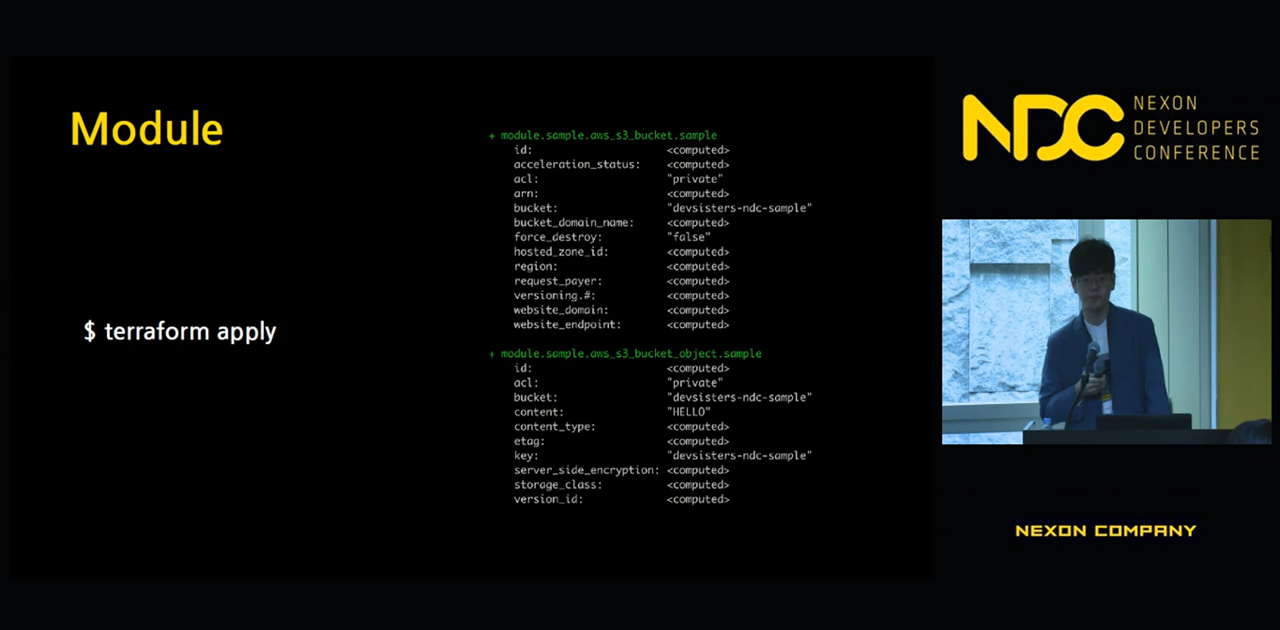 Module
$ terraform apply
+ module.sample.aws_s3_bucket.sample
id: <computed>
acceleration_status: <computed>
acl: "private"
arn: <computed>
bucket: "devsisters-ndc-sample"
bucket_domain_name: <computed>
force_destroy: "false"
hosted_zone_id: <computed>
region: <computed>
request_payer: <computed>
versioning.#: <computed>
website_domain: <computed>
website_endpoint: <computed>
+ module.sample.aws_s3_bucket_object.sample
id: <computed>
acl: "private"
bucket: "devsisters-ndc-sample"
content: "HELLO"
content_type: <computed>
etag: <computed>
key: "devsisters-ndc-sample"
server_side_encryption: <computed>
storage_class: <computed>
version_id: <computed>
NDC
NEXON
DEVELOPERS
CONFERENCE
NEXON COMPANY